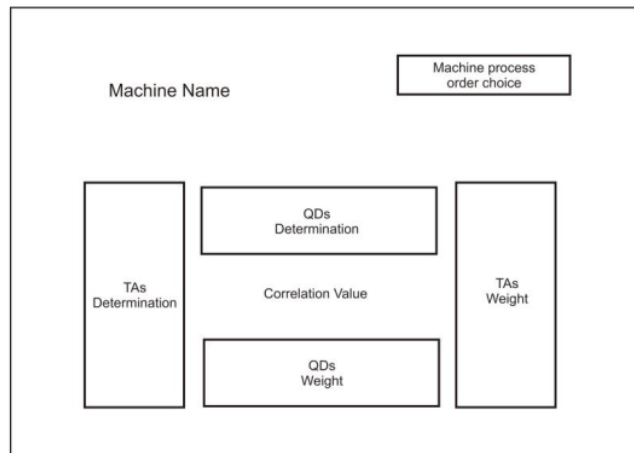 Machine Name
Machine process
order choice
QDs
Determination
TAs
Determination
Correlation Value
TAs
Weight
QDs
Weight